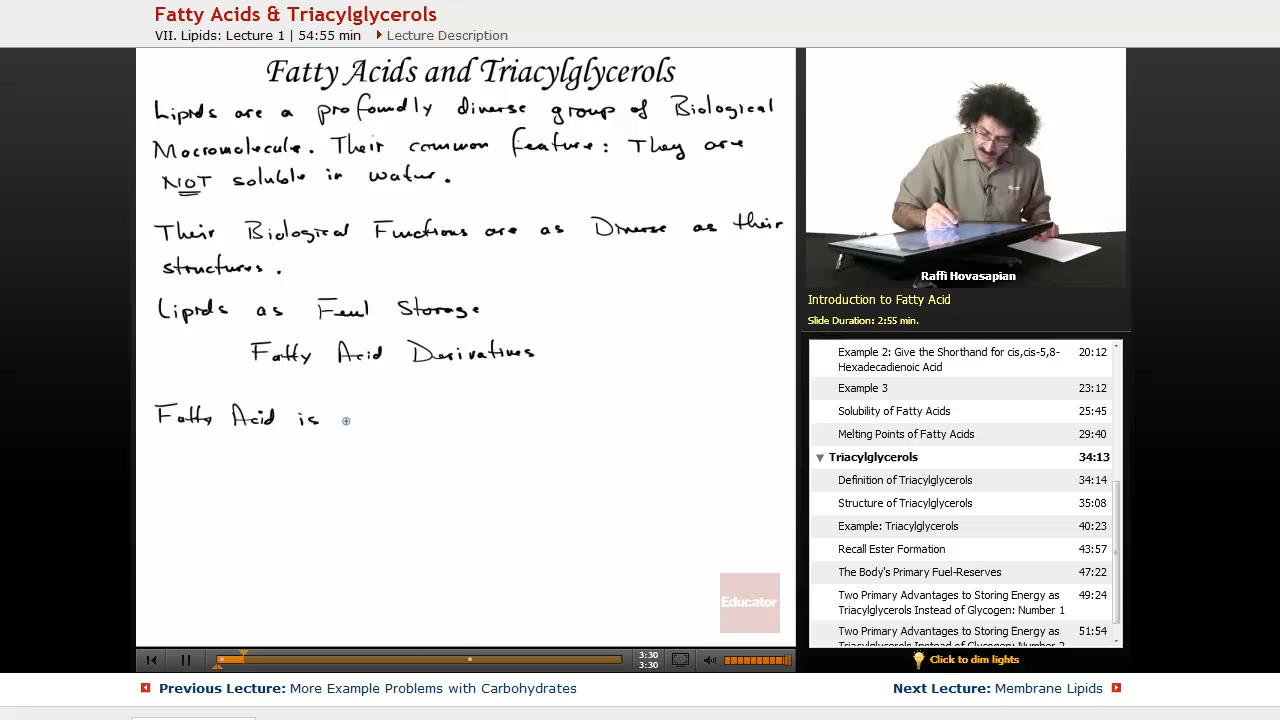 Fatty Acids & Triacylglycerols
VII. Lipids: Lecture 1 | 54:55 min
Lecture Description
Fatty Acids and Triacylglycerols
Lipids are a profoundly diverse group of Biological
Macromolecule. Their common feature: They are
NOT soluble in water.
Their Biological Functions are as Diverse as their
structures.
Lipids as Feul Storage
Fatty Acid Derivatives
Fatty Acid is
Educator
Raffi Hovasapian
Introduction to Fatty Acid
Slide Duration: 2:55 min.
Example 2: Give the Shorthand for cis,cis-5,8-
Hexadecadienoic Acid 20:12
Example 3 23:12
Solubility of Fatty Acids 25:45
Melting Points of Fatty Acids 29:40
Triacylglycerols 34:13
Definition of Triacylglycerols 34:14
Structure of Triacylglycerols 35:08
Example: Triacylglycerols 40:23
Recall Ester Formation 43:57
The Body's Primary Fuel-Reserves 47:22
Two Primary Advantages to Storing Energy as
Triacylglycerols Instead of Glycogen: Number 1 49:24
Two Primary Advantages to Storing Energy as
Triacylglycerols Instead of Glycogen: Number 2 51:54
3:30
3:30
Click to dim lights
Previous Lecture: More Example Problems with Carbohydrates
Next Lecture: Membrane Lipids